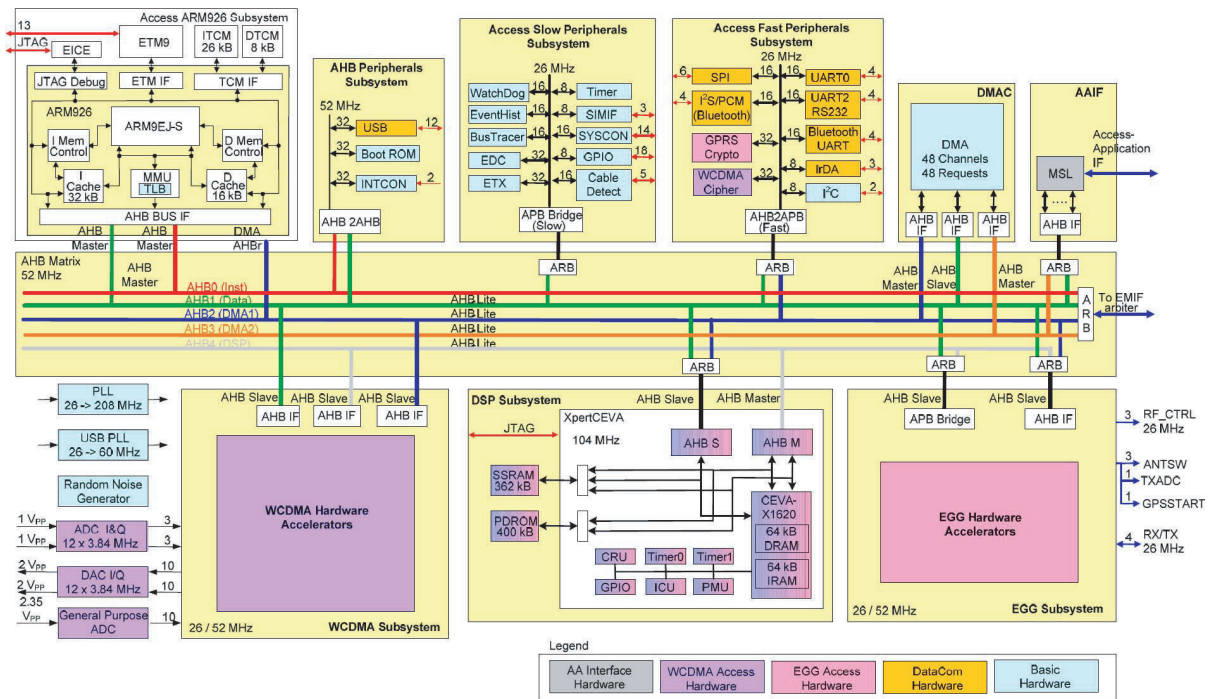 Access ARM926 Subsystem
13
JTAG
EICE
ETM9
ITCM
26 kB
DTCM
8 kB
JTAG Debug
ETM IF
TCM IF
ARM926
ARM9EJ-S
I Mem
Control
D Mem
Control
I
Cache
32 kB
MMU
TLB
D
Cache
16 kB
AHB BUS IF
AHB
Master
AHB
Master
DMA
AHBr
AHB Peripherals
Subsystem
52 MHz
32
USB
12
32
Boot ROM
32
INTCON
2
AHB 2AHB
Access Slow Peripherals
Subsystem
26 MHz
WatchDog
16
8
Timer
EventHist
16
8
SIMIF
3
BusTracer
16
16
SYSCON
14
EDC
32
8
GPIO
18
ETX
32
16
Cable
Detect
5
APB Bridge
(Slow)
Access Fast Peripherals
Subsystem
26 MHz
6
SPI
16
16
UART0
4
4
I²S/PCM
(Bluetooth)
16
16
UART2
RS232
4
GPRS
Crypto
32
16
Bluetooth
UART
4
WCDMA
Cipher
32
8
IrDA
3
8
I²C
2
AHB2APB
(Fast)
DMAC
DMA
48 Channels
48 Requests
AHB
IF
AHB
IF
AHB
IF
AAIF
MSL
....
AHB IF
Access-
Application
IF
AHB Matrix
52 MHz
AHB
Master
ARB
ARB
AHB
Master
AHB
Slave
AHB
Master
ARB
AHB0 (Inst)
AHB1 (Data)
AHB Lite
AHB2 (DMA1)
AHB Lite
AHB3 (DMA2)
AHB Lite
AHB4 (DSP)
AHB Lite
A
R
B
To EMIF
arbiter
ARB
ARB
ARB
PLL
26 -> 208 MHz
USB PLL
26 -> 60 MHz
Random Noise
Generator
1 VPP
1 VPP
ADC I&Q
12 x 3.84 MHz
3
3
2 VPP
2 VPP
DAC I/Q
12 x 3.84 MHz
10
10
2.35
VPP
General Purpose
ADC
10
AHB Slave
AHB Slave
AHB Slave
AHB IF
AHB IF
AHB IF
WCDMA Hardware
Accelerators
26 / 52 MHz
WCDMA Subsystem
DSP Subsystem
AHB Slave
AHB Master
JTAG
XpertCEVA
104 MHz
AHB S
AHB M
SSRAM
362 kB
PDROM
400 kB
CEVA-
X1620
64 kB
DRAM
64 kB
IRAM
CRU
Timer0
Timer1
GPIO
ICU
PMU
AHB Slave
AHB Slave
APB Bridge
AHB IF
EGG Hardware
Accelerators
26 / 52 MHz
EGG Subsystem
3
RF_CTRL
26 MHz
3
ANTSW
1
TXADC
1
GPSSTART
4
RX/TX
26 MHz
Legend
AA Interface
Hardware
WCDMA Access
Hardware
EGG Access
Hardware
DataCom
Hardware
Basic
Hardware